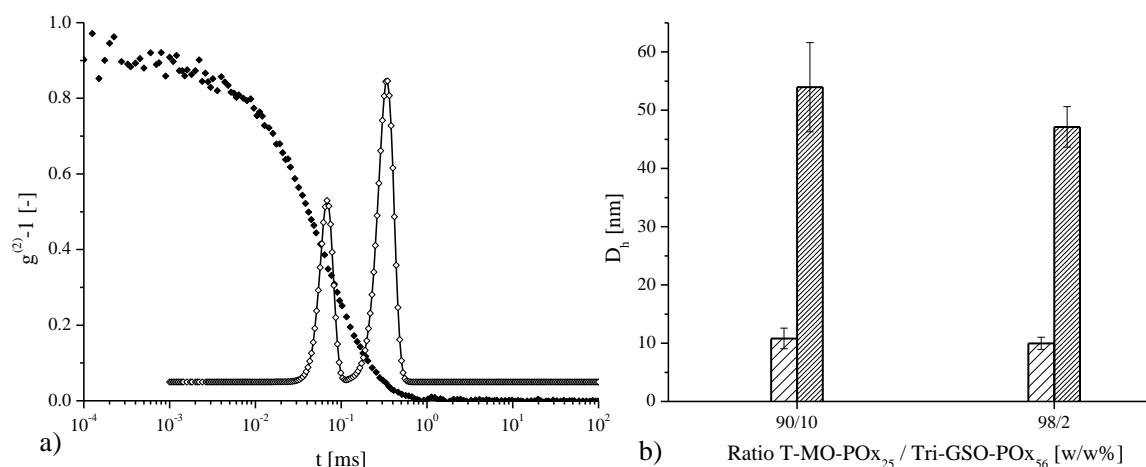 1.0
0.8
0.6
0.4
0.2
0.0
g⁽²⁾-1 [-]
10⁻⁴ 10⁻³ 10⁻² 10⁻¹ 10⁰ 10¹ 10²
t [ms]
a)
60
50
40
30
20
10
0
Dₕ [nm]
90/10 98/2
Ratio T-MO-POx₂₅ / Tri-GSO-POx₅₆ [w/w%]
b)